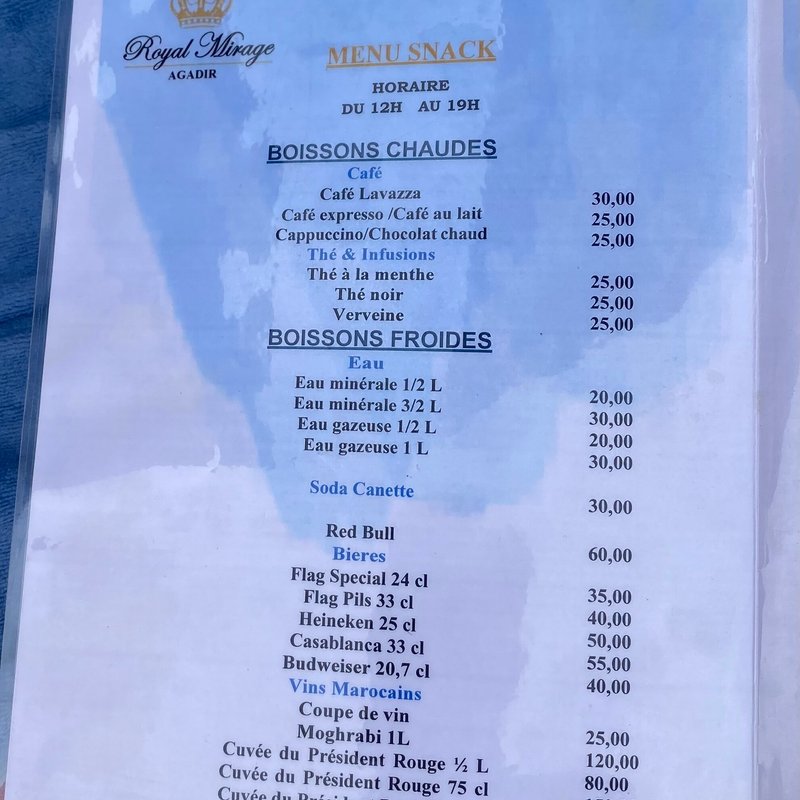 Royal Mirage
AGADIR
MENU SNACK
HORAIRE
DU 12H AU 19H
BOISSONS CHAUDES
Café
Café Lavazza 30,00
Café expresso /Café au lait 25,00
Cappuccino/Chocolat chaud 25,00
Thé & Infusions
Thé à la menthe 25,00
Thé noir 25,00
Verveine 25,00
BOISSONS FROIDES
Eau
Eau minérale 1/2 L 20,00
Eau minérale 3/2 L 30,00
Eau gazeuse 1/2 L 20,00
Eau gazeuse 1 L 30,00
Soda Canette 30,00
Red Bull 60,00
Bieres
Flag Special 24 cl 35,00
Flag Pils 33 cl 40,00
Heineken 25 cl 50,00
Casablanca 33 cl 55,00
Budweiser 20,7 cl 40,00
Vins Marocains
Coupe de vin 25,00
Moghrabi 1L 120,00
Cuvée du Président Rouge ½ L 80,00
Cuvée du Président Rouge 75 cl
Cuvée du Président